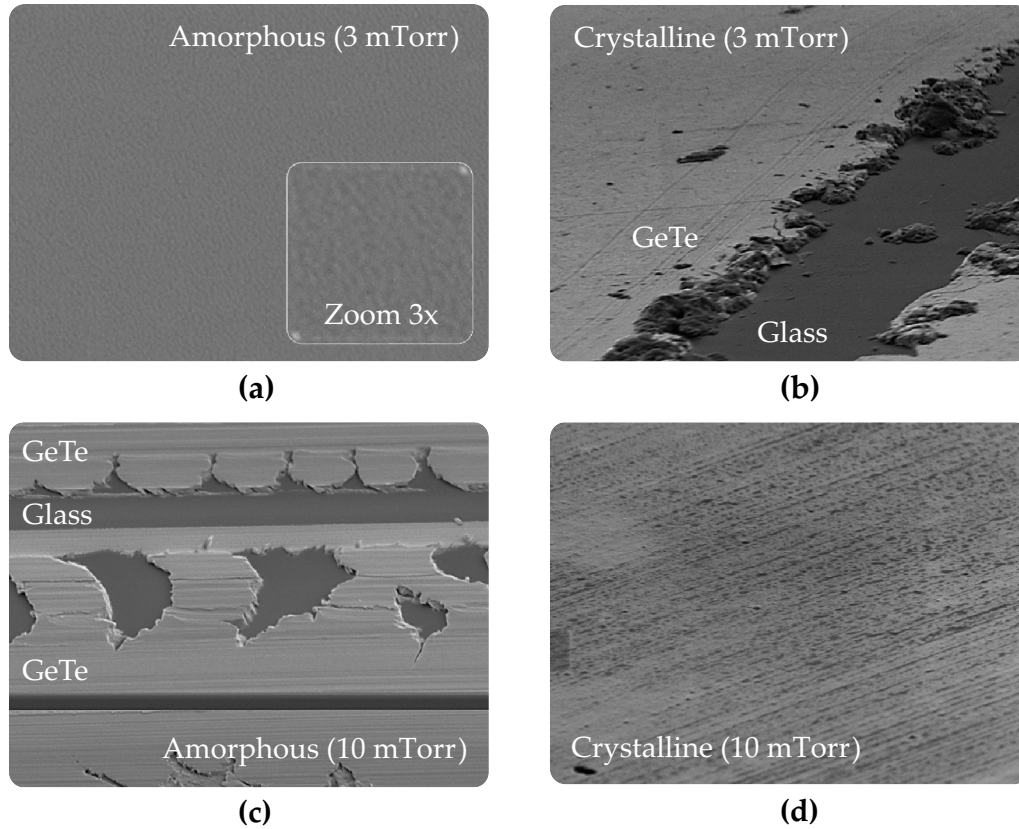 Amorphous (3 mTorr)
Zoom 3x
(a)
Crystalline (3 mTorr)
GeTe
Glass
(b)
GeTe
Glass
GeTe
Amorphous (10 mTorr)
(c)
Crystalline (10 mTorr)
(d)